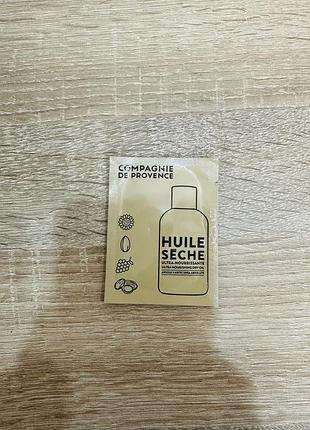 COMPAGNIE
DE PROVENCE
HUILE
SÈCHE
ULTRA-NOURRISSANTE
ULTRA NOURISHING DRY OIL